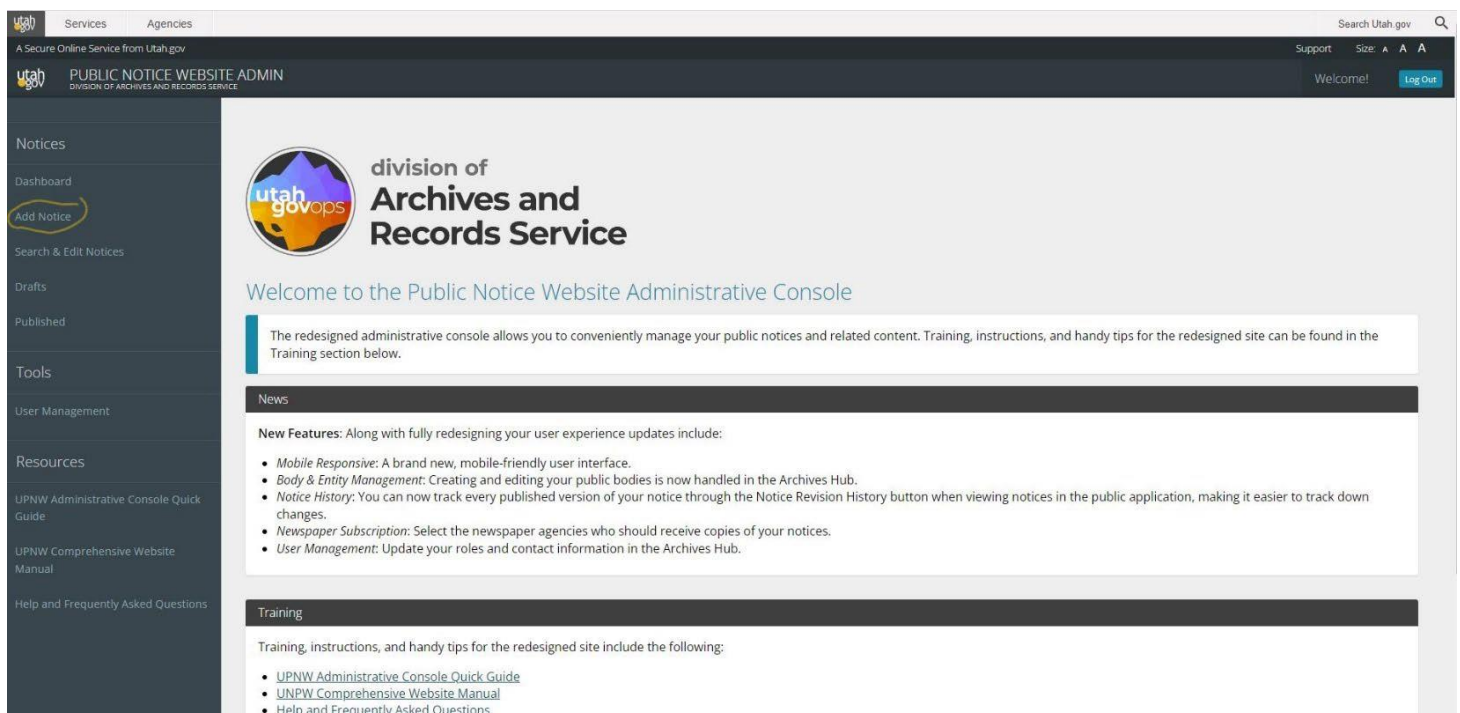 utah
gov
Services
Agencies
Search Utah.gov
A Secure Online Service from Utah.gov
Support
Size: A A A
utah
gov
PUBLIC NOTICE WEBSITE ADMIN
DIVISION OF ARCHIVES AND RECORDS SERVICE
Welcome!
Log Out
Notices
Dashboard
Add Notice
Search & Edit Notices
Drafts
Published
Tools
User Management
Resources
UPNW Administrative Console Quick
Guide
UPNW Comprehensive Website
Manual
Help and Frequently Asked Questions
utah
govops
division of
Archives and
Records Service
Welcome to the Public Notice Website Administrative Console
The redesigned administrative console allows you to conveniently manage your public notices and related content. Training, instructions, and handy tips for the redesigned site can be found in the
Training section below.
News
New Features: Along with fully redesigning your user experience updates include:
• Mobile Responsive: A brand new, mobile-friendly user interface.
• Body & Entity Management: Creating and editing your public bodies is now handled in the Archives Hub.
• Notice History: You can now track every published version of your notice through the Notice Revision History button when viewing notices in the public application, making it easier to track down
changes.
• Newspaper Subscription: Select the newspaper agencies who should receive copies of your notices.
• User Management: Update your roles and contact information in the Archives Hub.
Training
Training, instructions, and handy tips for the redesigned site include the following:
• UPNW Administrative Console Quick Guide
• UNPW Comprehensive Website Manual
• Help and Frequently Asked Questions